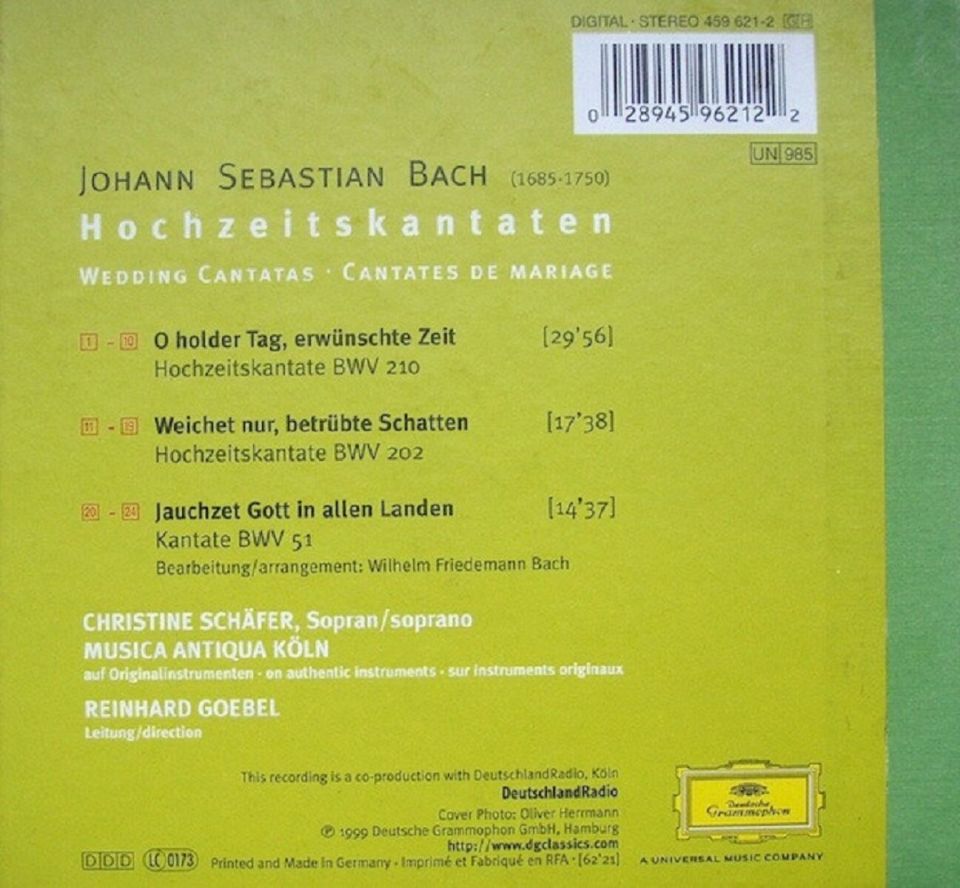 DIGITAL · STEREO 459 621-2 GH
0 28945 96212 2
UN 985
JOHANN SEBASTIAN BACH (1685-1750)
Hochzeitskantaten
WEDDING CANTATAS · CANTATES DE MARIAGE
1 - 10 O holder Tag, erwünschte Zeit [29'56]
Hochzeitskantate BWV 210
11 - 19 Weichet nur, betrübte Schatten [17'38]
Hochzeitskantate BWV 202
20 - 24 Jauchzet Gott in allen Landen [14'37]
Kantate BWV 51
Bearbeitung/arrangement: Wilhelm Friedemann Bach
CHRISTINE SCHÄFER, Sopran/soprano
MUSICA ANTIQUA KÖLN
auf Originalinstrumenten · on authentic instruments · sur instruments originaux
REINHARD GOEBEL
Leitung/direction
This recording is a co-production with DeutschlandRadio, Köln
DeutschlandRadio
Cover Photo: Oliver Herrmann
℗ 1999 Deutsche Grammophon GmbH, Hamburg
http://www.dgclassics.com
DDD LC 0173 Printed and Made in Germany · Imprimé et Fabriqué en RFA · [62'21]
Deutsche
Grammophon
A UNIVERSAL MUSIC COMPANY